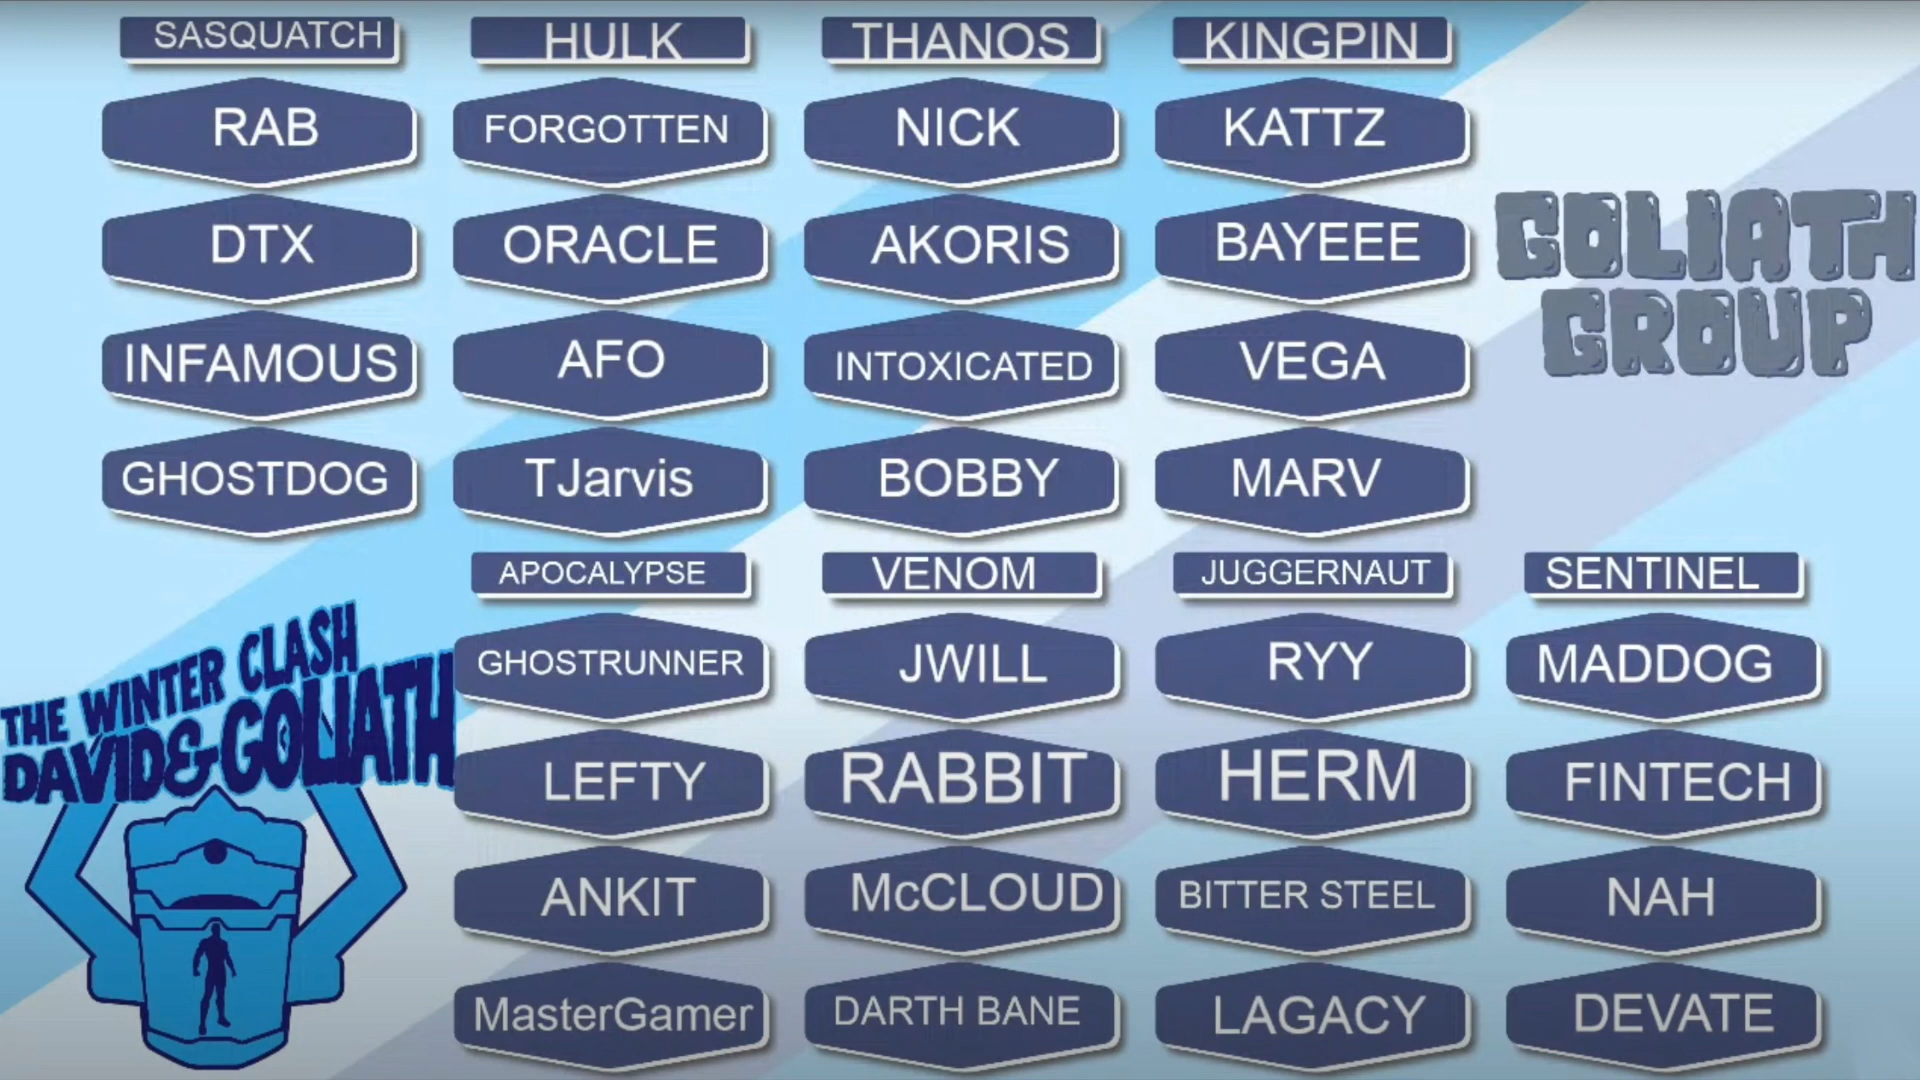 SASQUATCH
RAB
DTX
INFAMOUS
GHOSTDOG
HULK
FORGOTTEN
ORACLE
AFO
TJarvis
THANOS
NICK
AKORIS
INTOXICATED
BOBBY
KINGPIN
KATTZ
BAYEEE
VEGA
MARV
GOLIATH
GROUP
THE WINTER CLASH
DAVID & GOLIATH
APOCALYPSE
GHOSTRUNNER
LEFTY
ANKIT
MasterGamer
VENOM
JWILL
RABBIT
McCLOUD
DARTH BANE
JUGGERNAUT
RYY
HERM
BITTER STEEL
LAGACY
SENTINEL
MADDOG
FINTECH
NAH
DEVATE